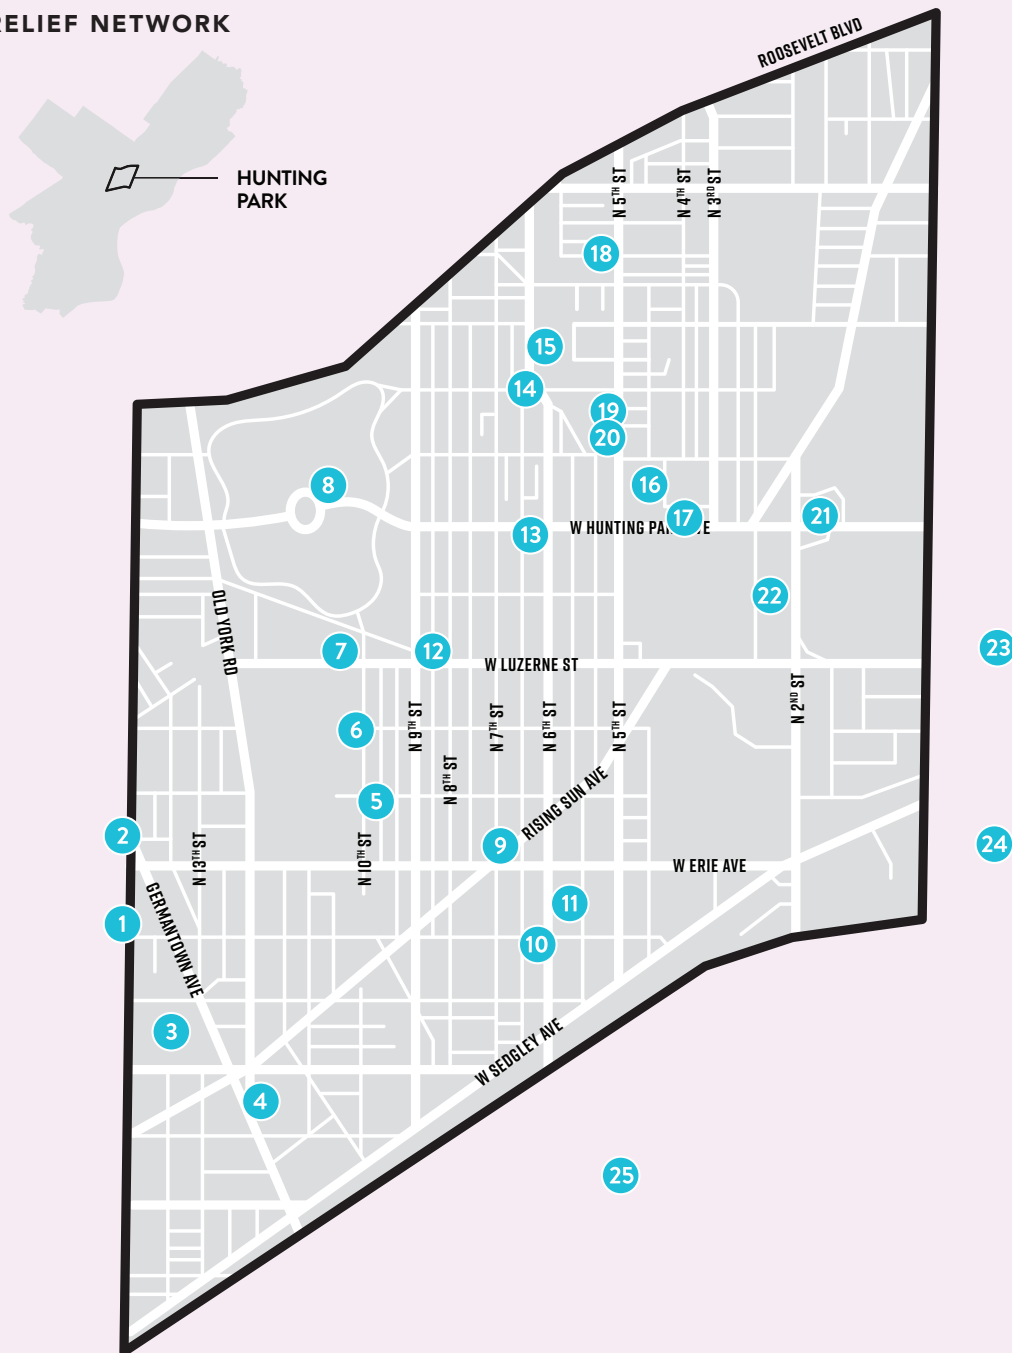 RELIEF NETWORK
HUNTING
PARK
ROOSEVELT BLVD
N 5TH ST
N 4TH ST
N 3RD ST
18
15
14
19
20
8
16
17
21
13
W HUNTING PARK AVE
22
OLD YORK RD
7
12
W LUZERNE ST
23
N 2ND ST
6
N 9TH ST
N 7TH ST
N 6TH ST
N 5TH ST
N 8TH ST
5
RISING SUN AVE
2
N 13TH ST
N 10TH ST
9
W ERIE AVE
24
1
GERMANTOWN AVE
11
10
3
W SEDGLEY AVE
4
25